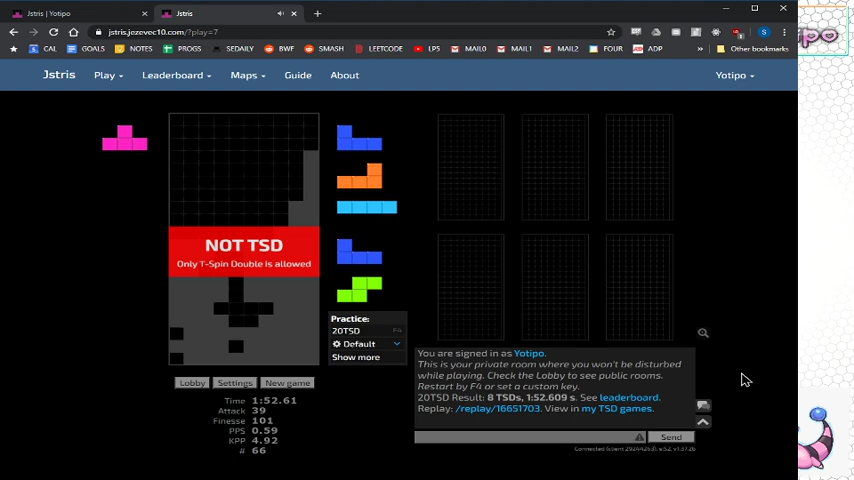 Jstris | Yotipo
Jstris
jstris.jezevec10.com/?play=7
CAL
GOALS
NOTES
PROGS
SEDAILY
BWF
SMASH
LEETCODE
LP5
MAIL0
MAIL1
MAIL2
FOUR
ADP
»
Other bookmarks
Jstris
Play
Leaderboard
Maps
Guide
About
Yotipo
NOT TSD
Only T-Spin Double is allowed
Practice:
20TSD F4
Default
Show more
Lobby
Settings
New game
Time 1:52.61
Attack 39
Finesse 101
PPS 0.59
KPP 4.92
# 66
You are signed in as Yotipo.
This is your private room where you won't be disturbed
while playing. Check the Lobby to see public rooms.
Restart by F4 or set a custom key.
20TSD Result: 8 TSDs, 1:52.609 s. See leaderboard.
Replay: /replay/16651703. View in my TSD games.
Send